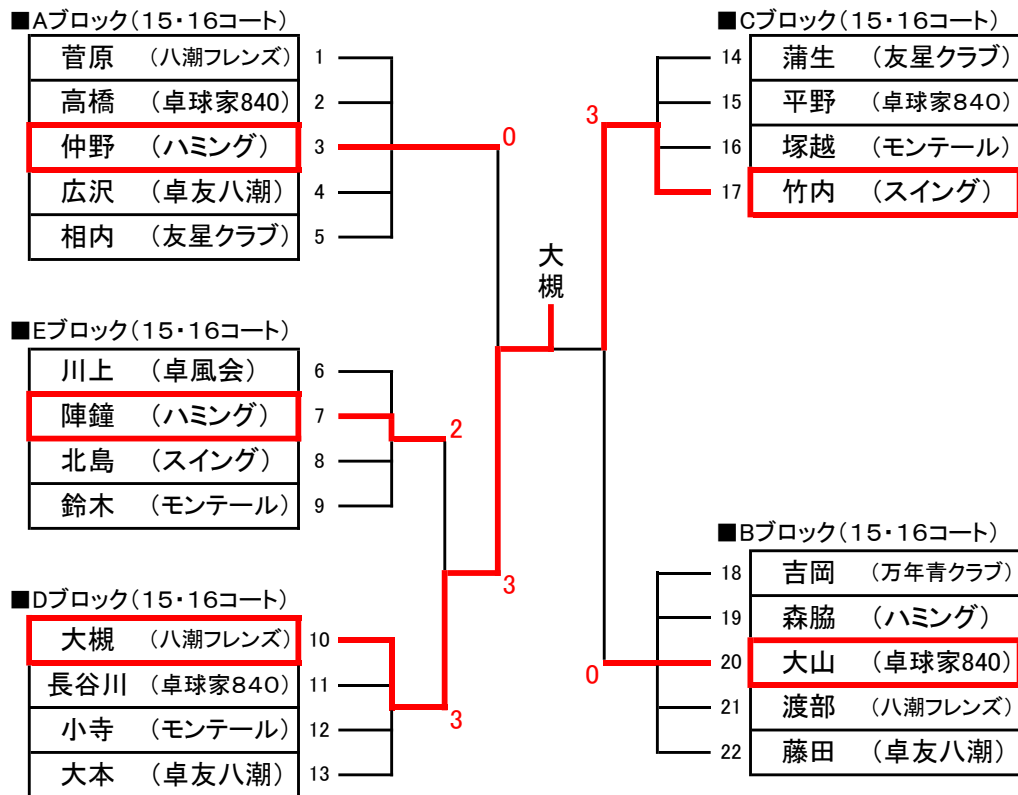 ■Aブロック(15・16コート)
菅原 (八潮フレンズ) 1
高橋 (卓球家840) 2
仲野 (ハミング) 3
広沢 (卓友八潮) 4
相内 (友星クラブ) 5
0
■Eブロック(15・16コート)
川上 (卓風会) 6
陣鐘 (ハミング) 7
北島 (スイング) 8
鈴木 (モンテール) 9
2
■Dブロック(15・16コート)
大槻 (八潮フレンズ) 10
長谷川 (卓球家840) 11
小寺 (モンテール) 12
大本 (卓友八潮) 13
3
3
大槻
■Cブロック(15・16コート)
14 蒲生 (友星クラブ)
15 平野 (卓球家840)
16 塚越 (モンテール)
17 竹内 (スイング)
3
■Bブロック(15・16コート)
18 吉岡 (万年青クラブ)
19 森脇 (ハミング)
20 大山 (卓球家840)
21 渡部 (八潮フレンズ)
22 藤田 (卓友八潮)
0